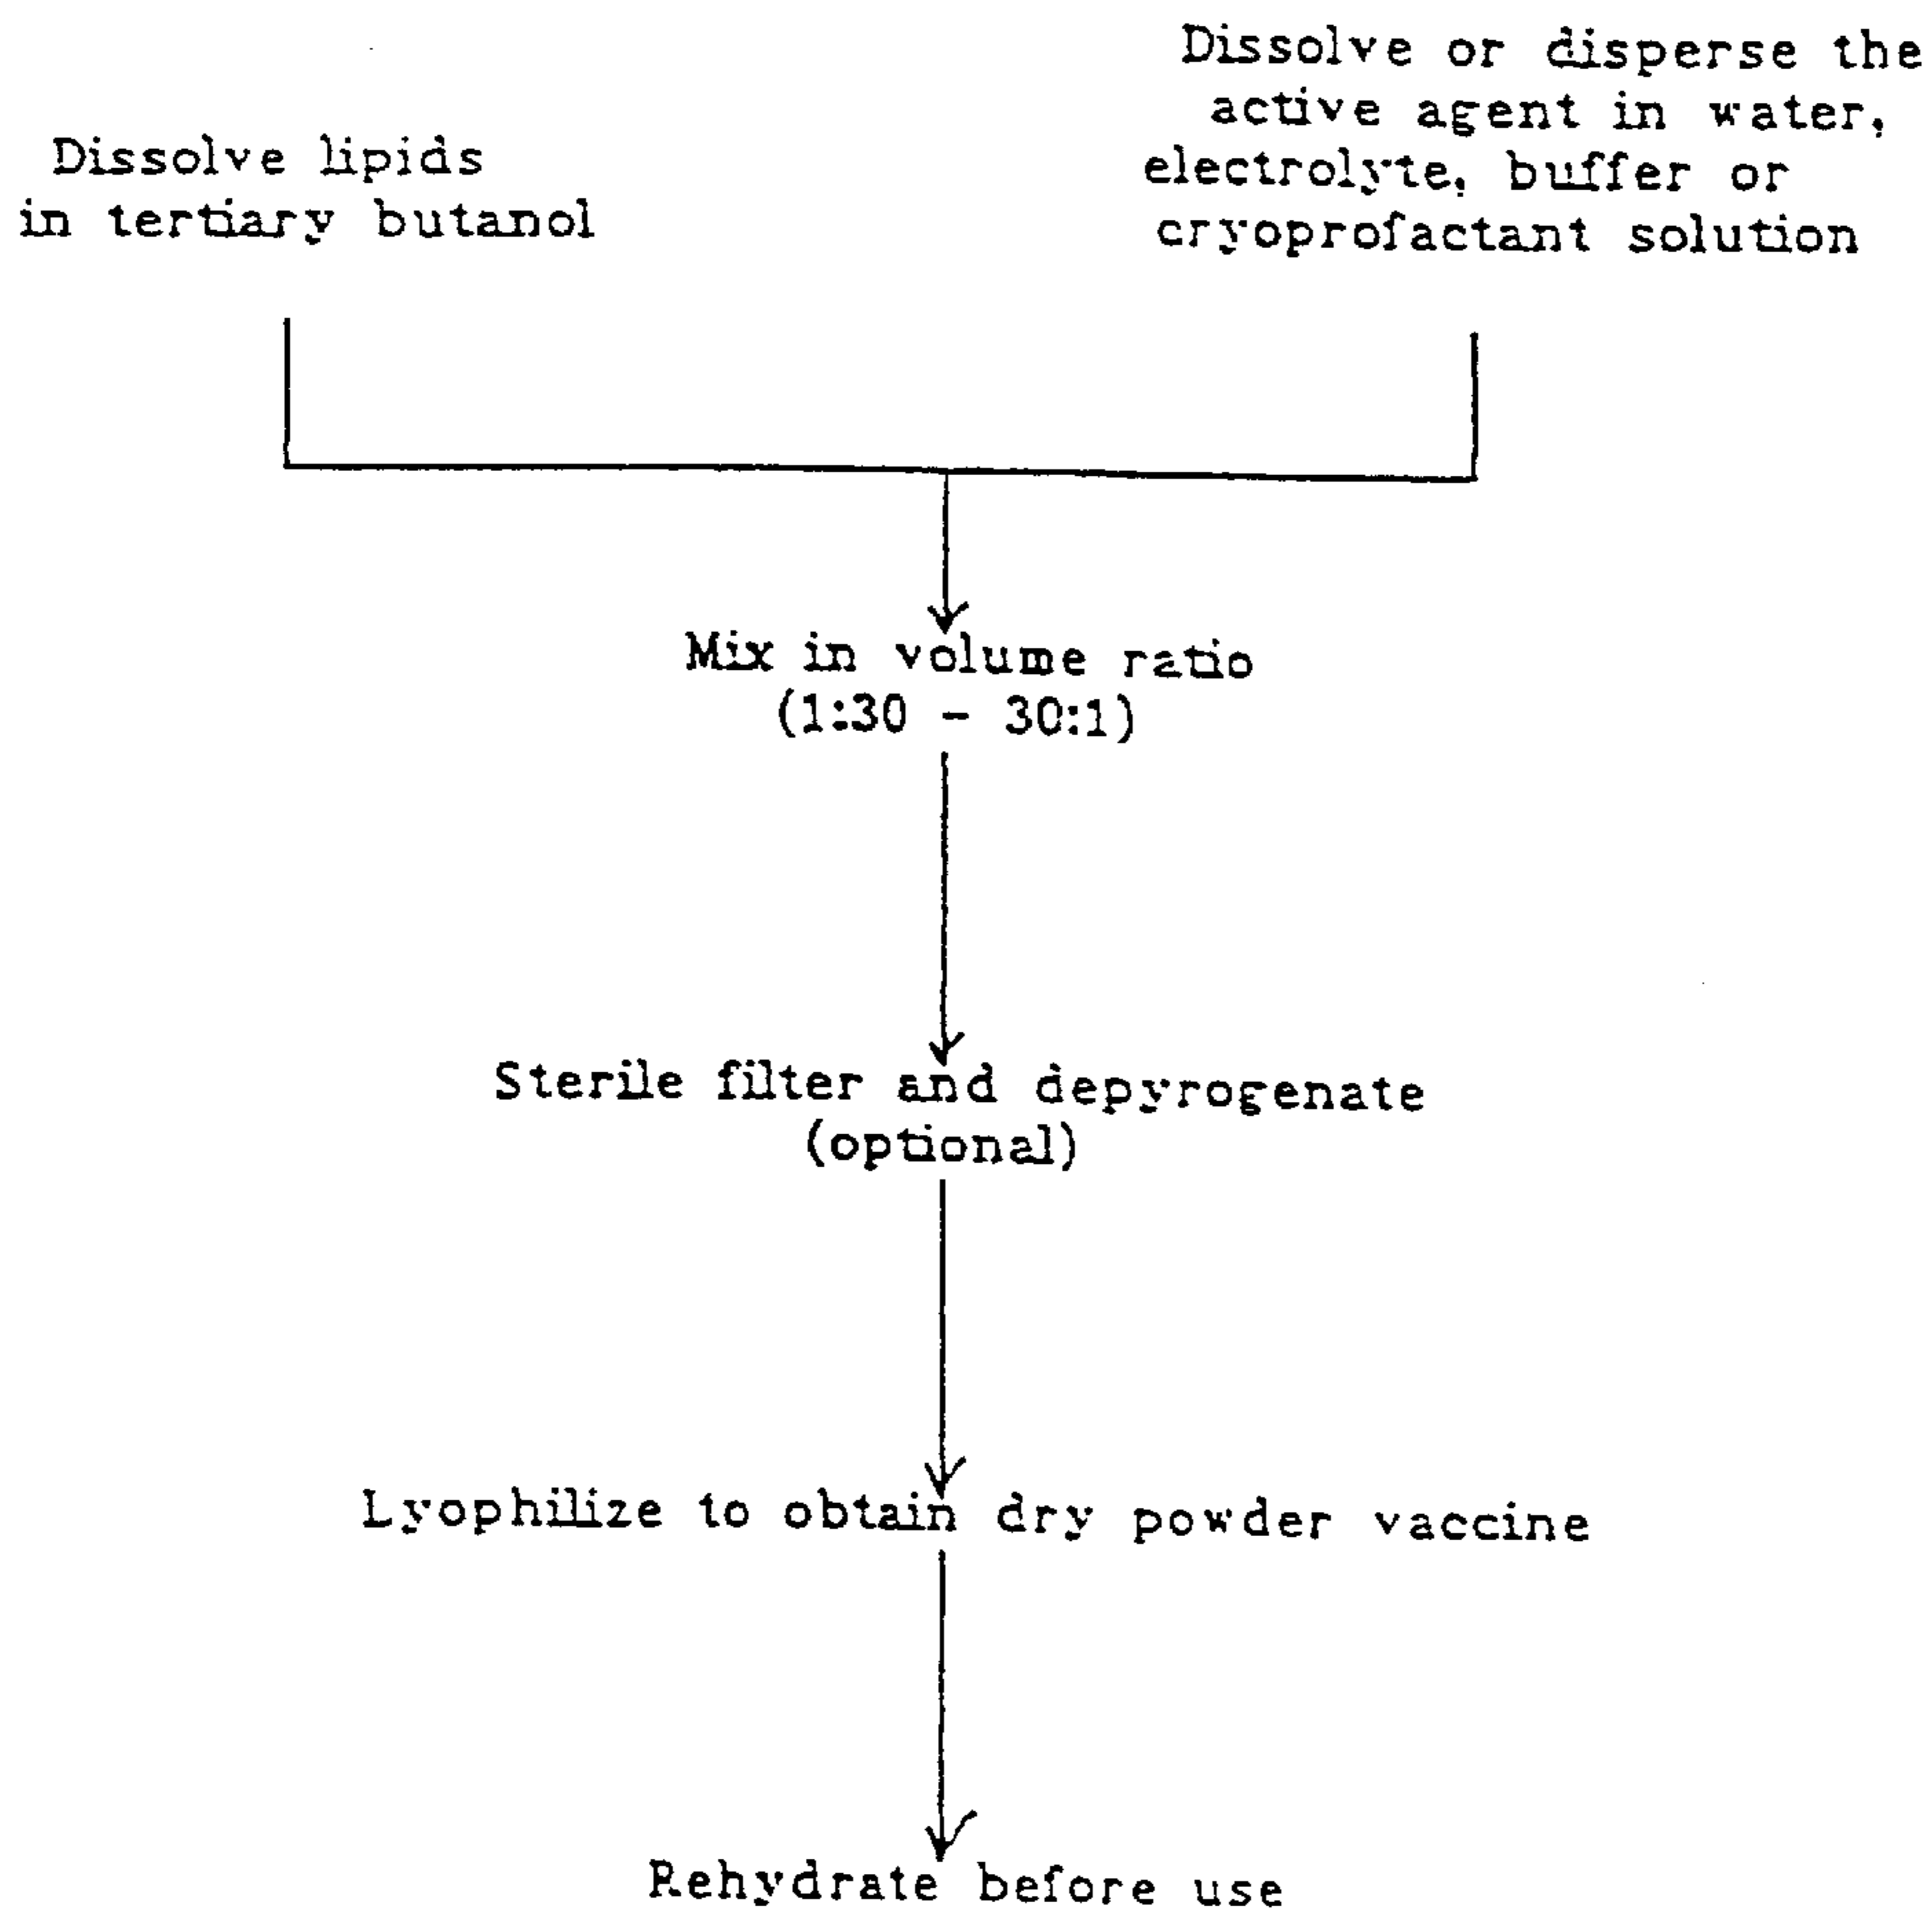 Dissolve lipids
in tertiary butanol
Dissolve or disperse the
active agent in water,
electrolyte, buffer or
cryoprofactant solution
Mix in volume ratio
(1:30 - 30:1)
Sterile filter and depyrogenate
(optional)
Lyophilize to obtain dry powder vaccine
Rehydrate before use